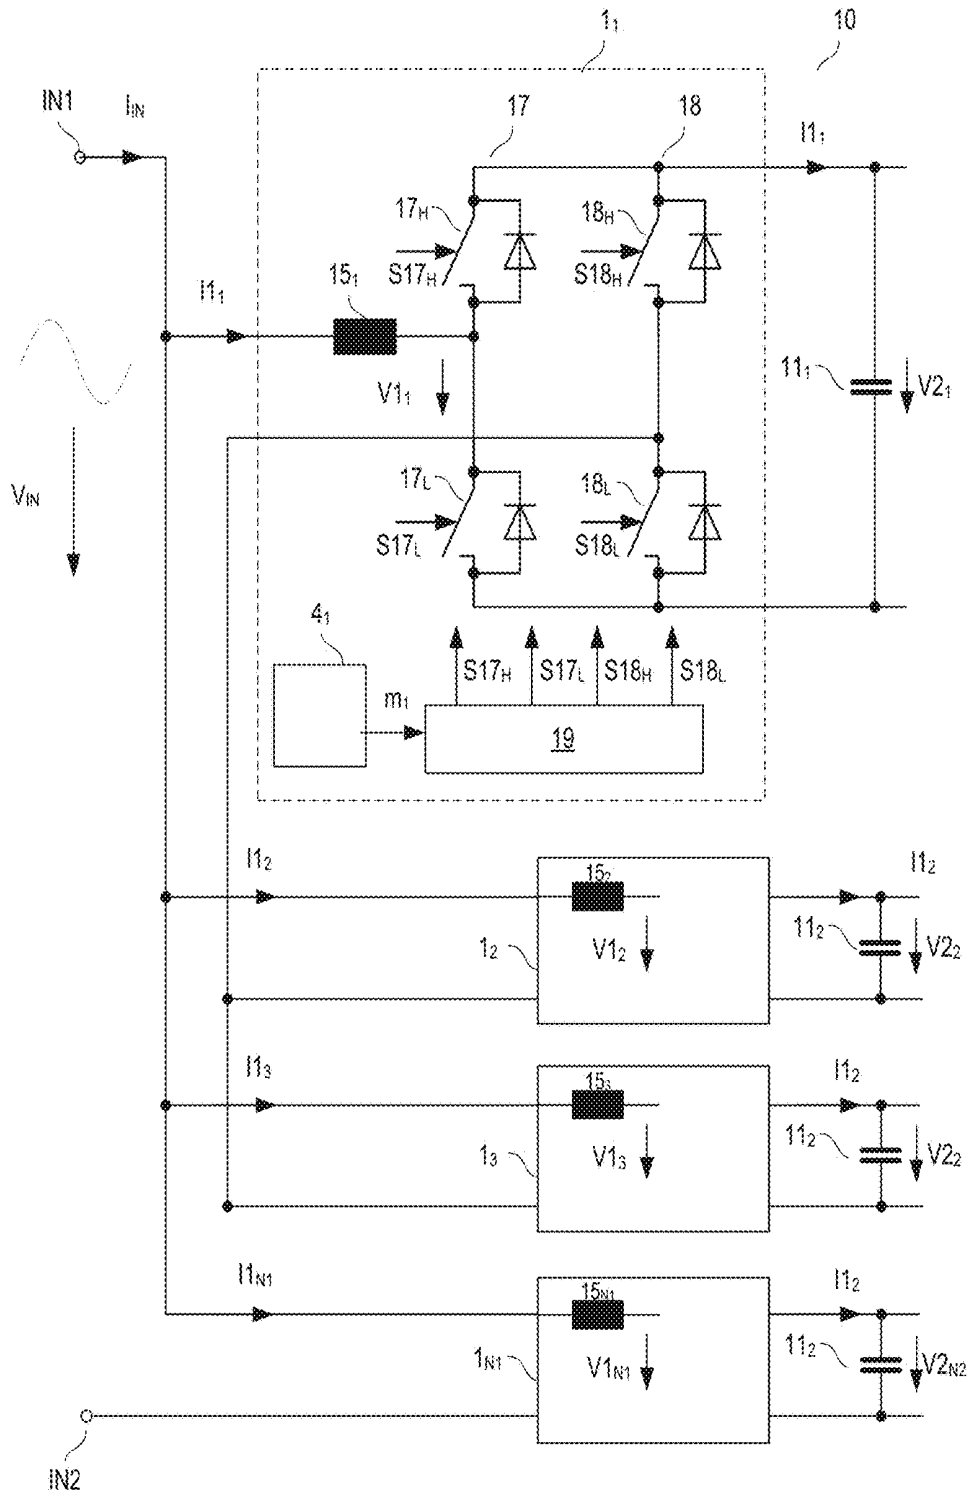 1₁
10
IN1
I_IN
17
18
I1₁
17_H
18_H
S17_H
S18_H
I1₁
15₁
V1₁
11₁
V2₁
V_IN
17_L
18_L
S17_L
S18_L
4₁
S17_H
S17_L
S18_H
S18_L
m₁
19
I1₂
15₂
I1₂
1₂
V1₂
11₂
V2₂
I1₃
15₃
I1₂
1₃
V1₃
11₂
V2₂
I1_N1
15_N1
I1₂
1_N1
V1_N1
11₂
V2_N2
IN2